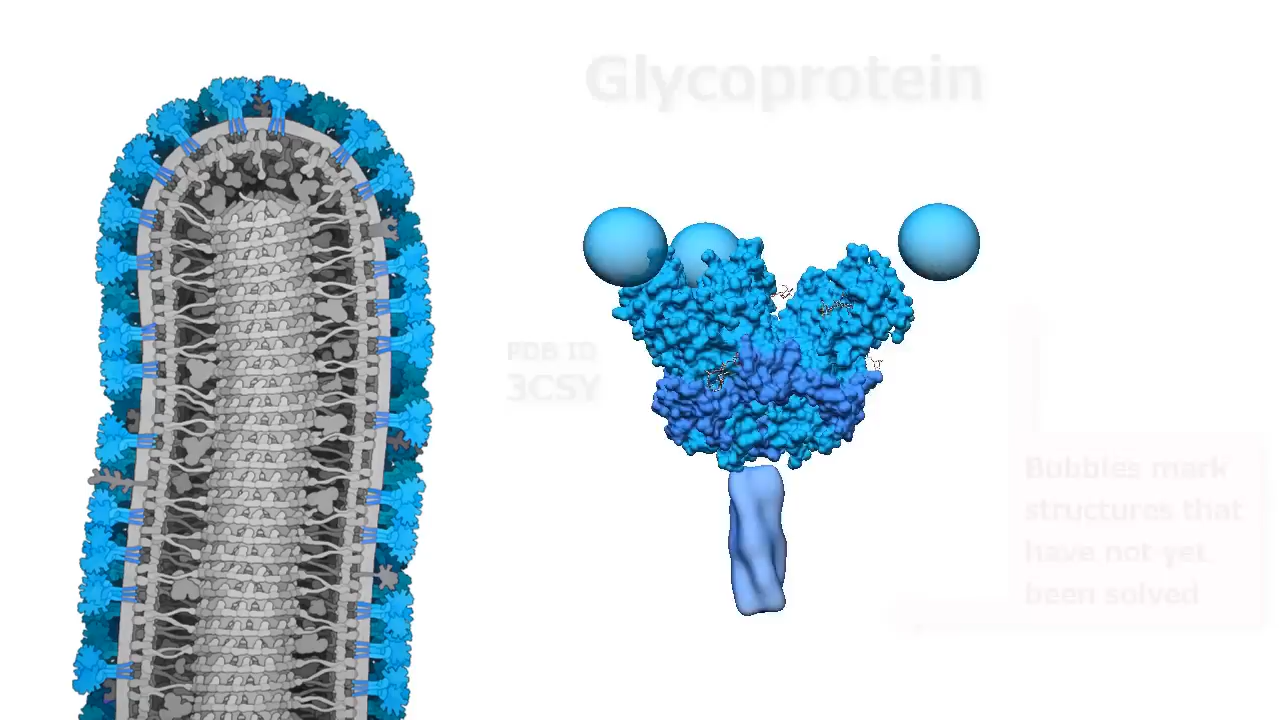 Glycoprotein
PDB ID
3CSY
Bubbles mark
structures that
have not yet
been solved